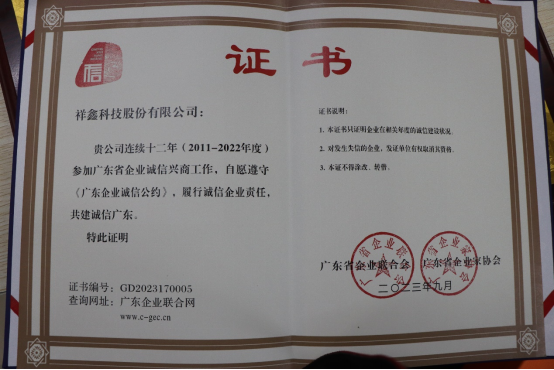 信
证书
祥鑫科技股份有限公司：
贵公司连续十二年（2011-2022年度）
参加广东省企业诚信兴商工作，自愿遵守
《广东企业诚信公约》，履行诚信企业责任，
共建诚信广东。
特此证明
证书编号：GD2023170005
查询网址：广东企业联合网
www.c-gec.cn
证书说明：
1. 本证书只证明企业在相关年度的诚信建设状况。
2. 对发生失信的企业，发证单位有权取消其资格。
3. 本证不得涂改、转借。
广东省企业联合会 广东省企业家协会
二〇二三年九月